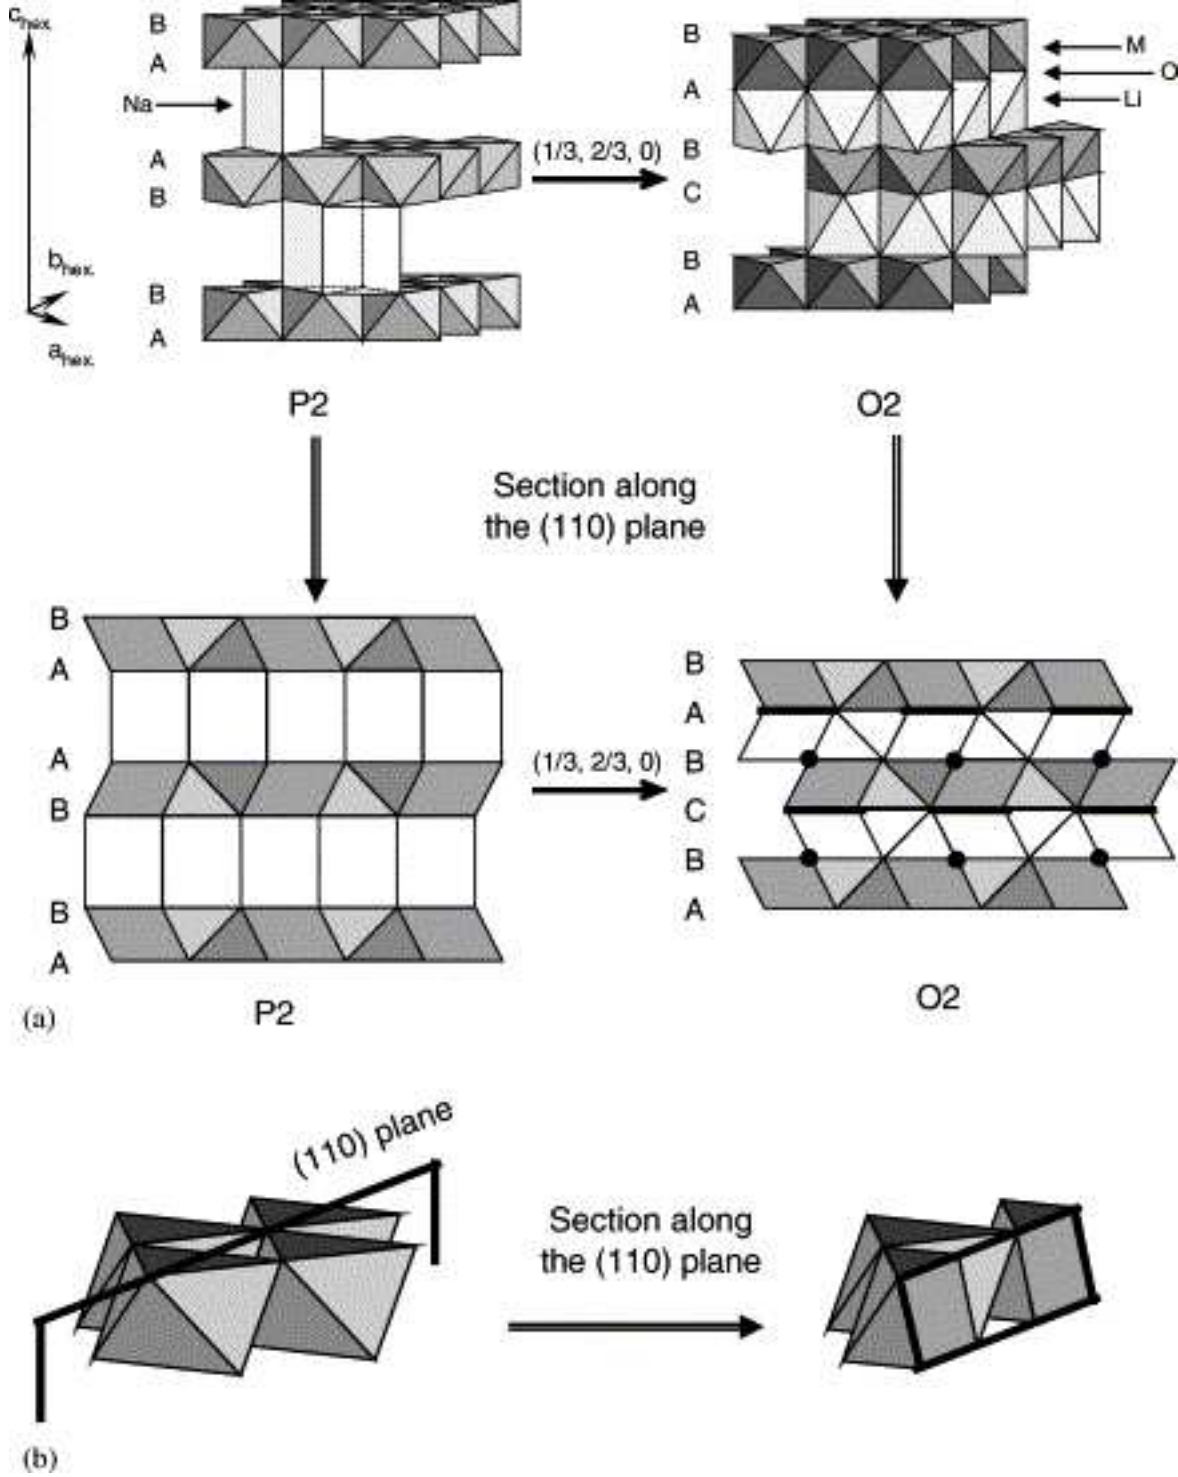 c hex.
B
A
Na
A
B
b hex.
B
a hex.
A
P2
(1/3, 2/3, 0)
B
M
O
A
Li
B
C
B
A
O2
Section along
the (110) plane
B
A
A
B
B
A
P2
(1/3, 2/3, 0)
B
A
B
C
B
A
O2
(a)
(110) plane
Section along
the (110) plane
(b)